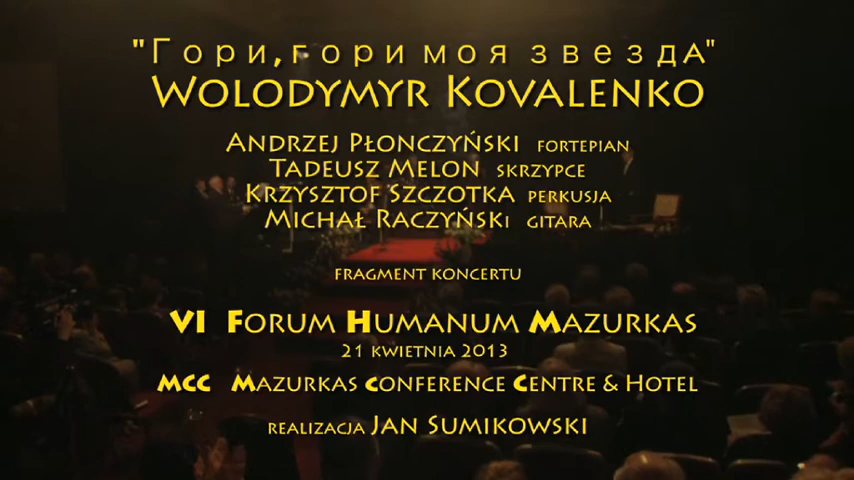 "Гори, гори моя звезда"
Wolodymyr Kovalenko
Andrzej Płonczyński fortepian
Tadeusz Melon skrzypce
Krzysztof Szczotka perkusja
Michał Raczyński gitara
fragment koncertu
VI Forum Humanum Mazurkas
21 kwietnia 2013
MCC Mazurkas Conference Centre & Hotel
realizacja Jan Sumikowski